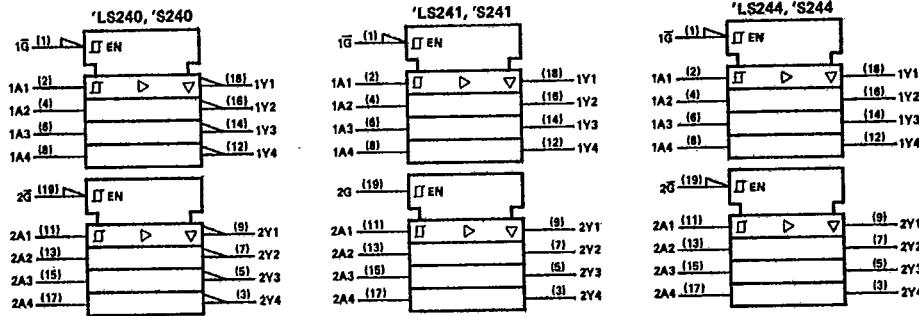 'LS240, 'S240
1G̅ (1) EN
1A1 (2) (18) 1Y1
1A2 (4) (16) 1Y2
1A3 (6) (14) 1Y3
1A4 (8) (12) 1Y4
2G̅ (19) EN
2A1 (11) (9) 2Y1
2A2 (13) (7) 2Y2
2A3 (15) (5) 2Y3
2A4 (17) (3) 2Y4
'LS241, 'S241
1G̅ (1) EN
1A1 (2) (18) 1Y1
1A2 (4) (16) 1Y2
1A3 (6) (14) 1Y3
1A4 (8) (12) 1Y4
2G (19) EN
2A1 (11) (9) 2Y1
2A2 (13) (7) 2Y2
2A3 (15) (5) 2Y3
2A4 (17) (3) 2Y4
'LS244, 'S244
1G̅ (1) EN
1A1 (2) (18) 1Y1
1A2 (4) (16) 1Y2
1A3 (6) (14) 1Y3
1A4 (8) (12) 1Y4
2G̅ (19) EN
2A1 (11) (9) 2Y1
2A2 (13) (7) 2Y2
2A3 (15) (5) 2Y3
2A4 (17) (3) 2Y4